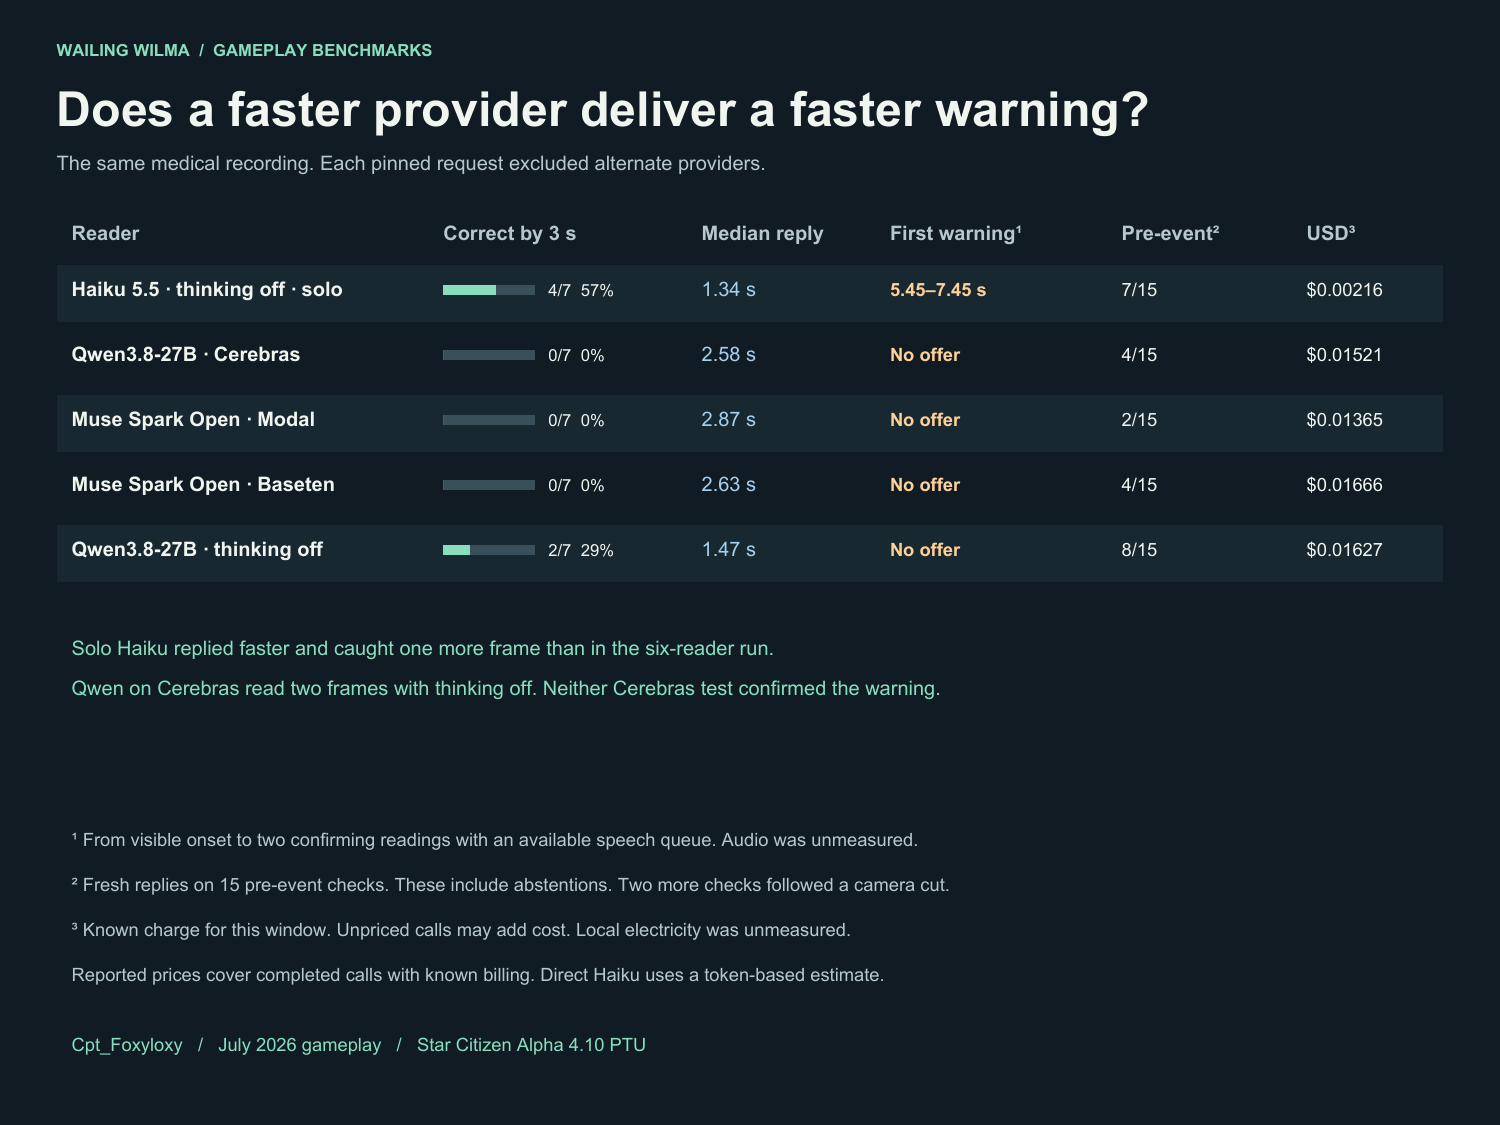 WAILING WILMA / GAMEPLAY BENCHMARKS
Does a faster provider deliver a faster warning?
The same medical recording. Each pinned request excluded alternate providers.
Reader Correct by 3 s Median reply First warning¹ Pre-event² USD³
Haiku 5.5 · thinking off · solo 4/7 57% 1.34 s 5.45–7.45 s 7/15 $0.00216
Qwen3.8-27B · Cerebras 0/7 0% 2.58 s No offer 4/15 $0.01521
Muse Spark Open · Modal 0/7 0% 2.87 s No offer 2/15 $0.01365
Muse Spark Open · Baseten 0/7 0% 2.63 s No offer 4/15 $0.01666
Qwen3.8-27B · thinking off 2/7 29% 1.47 s No offer 8/15 $0.01627
Solo Haiku replied faster and caught one more frame than in the six-reader run.
Qwen on Cerebras read two frames with thinking off. Neither Cerebras test confirmed the warning.
¹ From visible onset to two confirming readings with an available speech queue. Audio was unmeasured.
² Fresh replies on 15 pre-event checks. These include abstentions. Two more checks followed a camera cut.
³ Known charge for this window. Unpriced calls may add cost. Local electricity was unmeasured.
Reported prices cover completed calls with known billing. Direct Haiku uses a token-based estimate.
Cpt_Foxyloxy / July 2026 gameplay / Star Citizen Alpha 4.10 PTU